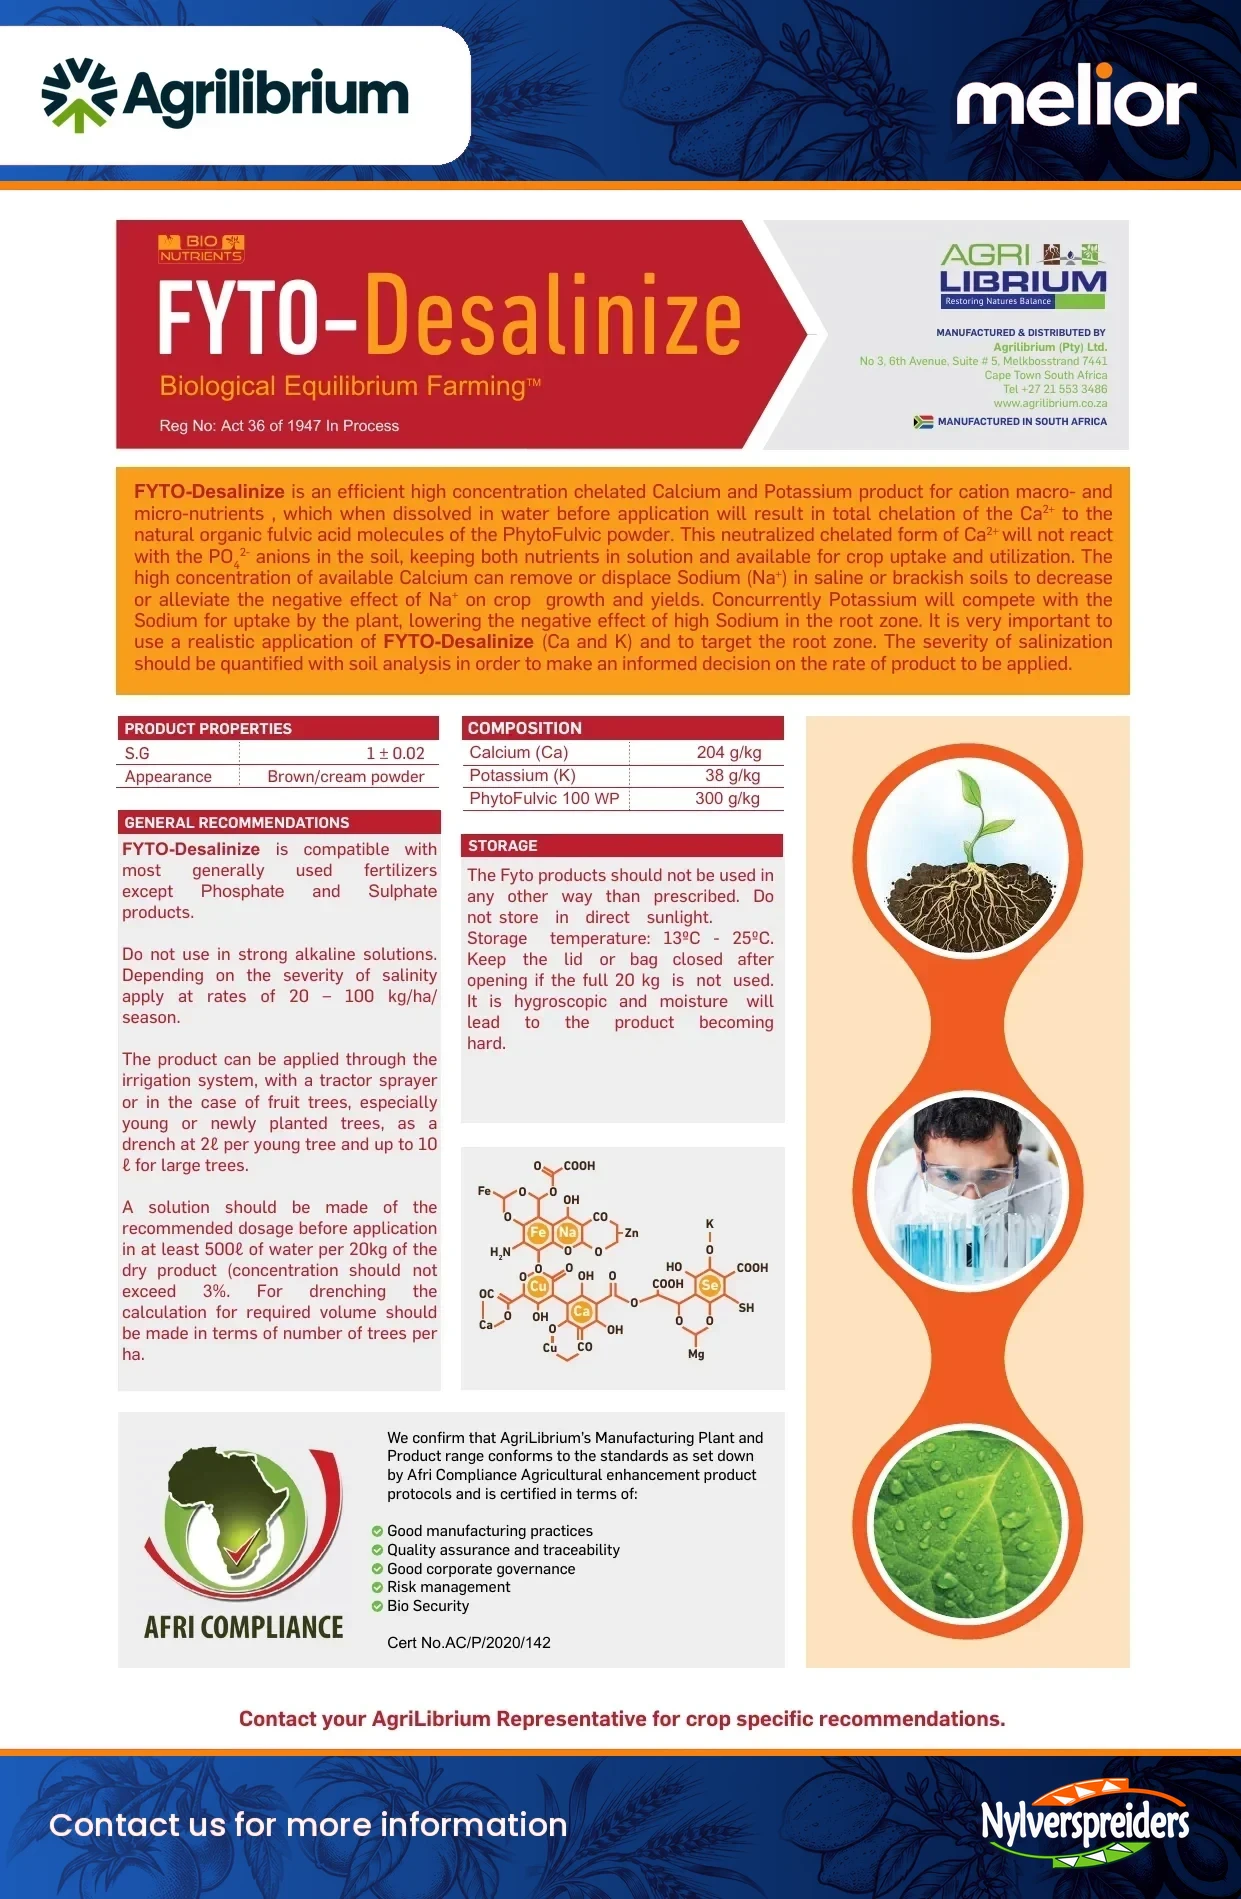 Agrilibrium
melior
BIO
NUTRIENTS
FYTO-Desalinize
Biological Equilibrium Farming™
Reg No: Act 36 of 1947 In Process
AGRI
LIBRIUM
Restoring Natures Balance
MANUFACTURED & DISTRIBUTED BY
Agrilibrium (Pty) Ltd.
No 3, 6th Avenue, Suite # 5, Melkbosstrand 7441
Cape Town South Africa
Tel +27 21 553 3486
www.agrilibrium.co.za
MANUFACTURED IN SOUTH AFRICA
FYTO-Desalinize is an efficient high concentration chelated Calcium and Potassium product for cation macro- and
micro-nutrients , which when dissolved in water before application will result in total chelation of the Ca²⁺ to the
natural organic fulvic acid molecules of the PhytoFulvic powder. This neutralized chelated form of Ca²⁺ will not react
with the PO₄²⁻ anions in the soil, keeping both nutrients in solution and available for crop uptake and utilization. The
high concentration of available Calcium can remove or displace Sodium (Na⁺) in saline or brackish soils to decrease
or alleviate the negative effect of Na⁺ on crop growth and yields. Concurrently Potassium will compete with the
Sodium for uptake by the plant, lowering the negative effect of high Sodium in the root zone. It is very important to
use a realistic application of FYTO-Desalinize (Ca and K) and to target the root zone. The severity of salinization
should be quantified with soil analysis in order to make an informed decision on the rate of product to be applied.
PRODUCT PROPERTIES
S.G 1 ± 0.02
Appearance Brown/cream powder
GENERAL RECOMMENDATIONS
FYTO-Desalinize is compatible with
most generally used fertilizers
except Phosphate and Sulphate
products.
Do not use in strong alkaline solutions.
Depending on the severity of salinity
apply at rates of 20 – 100 kg/ha/
season.
The product can be applied through the
irrigation system, with a tractor sprayer
or in the case of fruit trees, especially
young or newly planted trees, as a
drench at 2ℓ per young tree and up to 10
ℓ for large trees.
A solution should be made of the
recommended dosage before application
in at least 500ℓ of water per 20kg of the
dry product (concentration should not
exceed 3%. For drenching the
calculation for required volume should
be made in terms of number of trees per
ha.
COMPOSITION
Calcium (Ca) 204 g/kg
Potassium (K) 38 g/kg
PhytoFulvic 100 WP 300 g/kg
STORAGE
The Fyto products should not be used in
any other way than prescribed. Do
not store in direct sunlight.
Storage temperature: 13ºC - 25ºC.
Keep the lid or bag closed after
opening if the full 20 kg is not used.
It is hygroscopic and moisture will
lead to the product becoming
hard.
O COOH
Fe O O OH
O Fe Na CO Zn
H₂N O O
K
O
O O O OH O HO COOH
Cu COOH Se
OC O Ca O SH
Ca OH O OH O O
Cu CO Mg
AFRI COMPLIANCE
We confirm that AgriLibrium's Manufacturing Plant and
Product range conforms to the standards as set down
by Afri Compliance Agricultural enhancement product
protocols and is certified in terms of:
Good manufacturing practices
Quality assurance and traceability
Good corporate governance
Risk management
Bio Security
Cert No.AC/P/2020/142
Contact your AgriLibrium Representative for crop specific recommendations.
Contact us for more information
Nylverspreiders